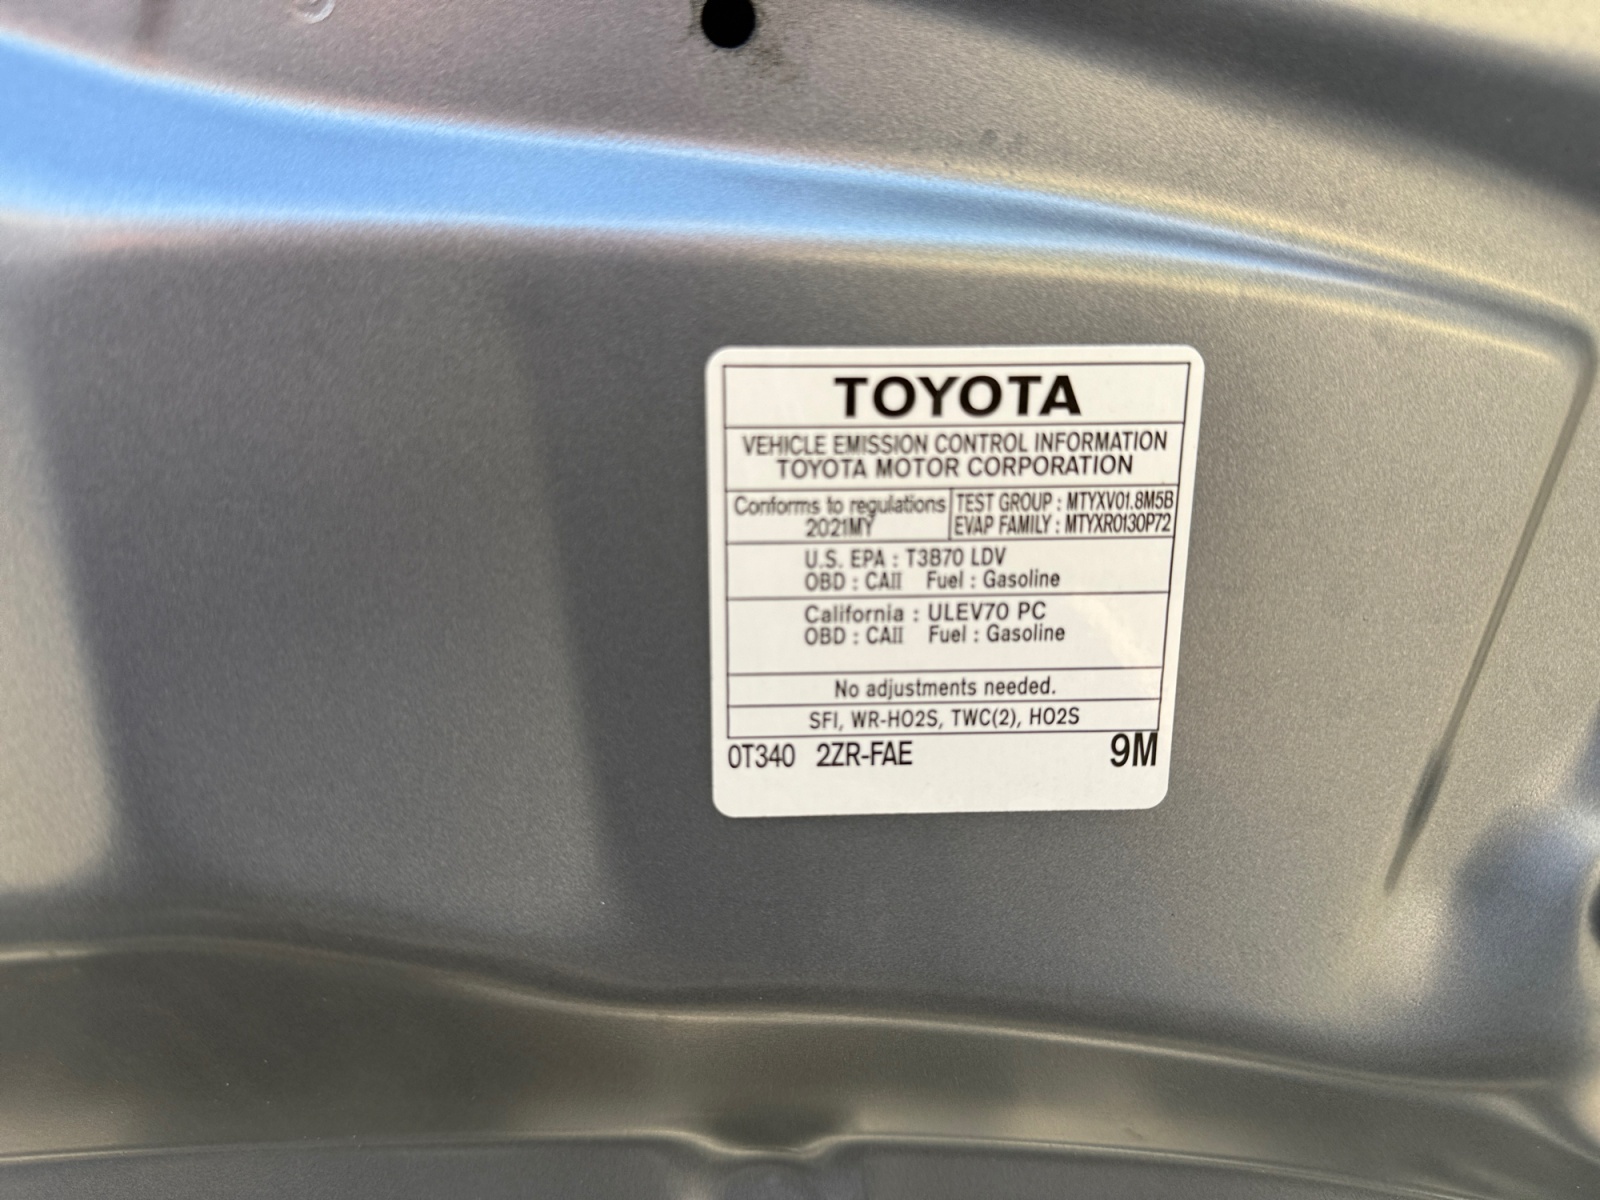 TOYOTA
VEHICLE EMISSION CONTROL INFORMATION
TOYOTA MOTOR CORPORATION
Conforms to regulations
2021MY
TEST GROUP : MTYXV01.8M5B
EVAP FAMILY : MTYXR0130P72
U.S. EPA : T3B70 LDV
OBD : CAII Fuel : Gasoline
California : ULEV70 PC
OBD : CAII Fuel : Gasoline
No adjustments needed.
SFI, WR-HO2S, TWC(2), HO2S
0T340 2ZR-FAE 9M